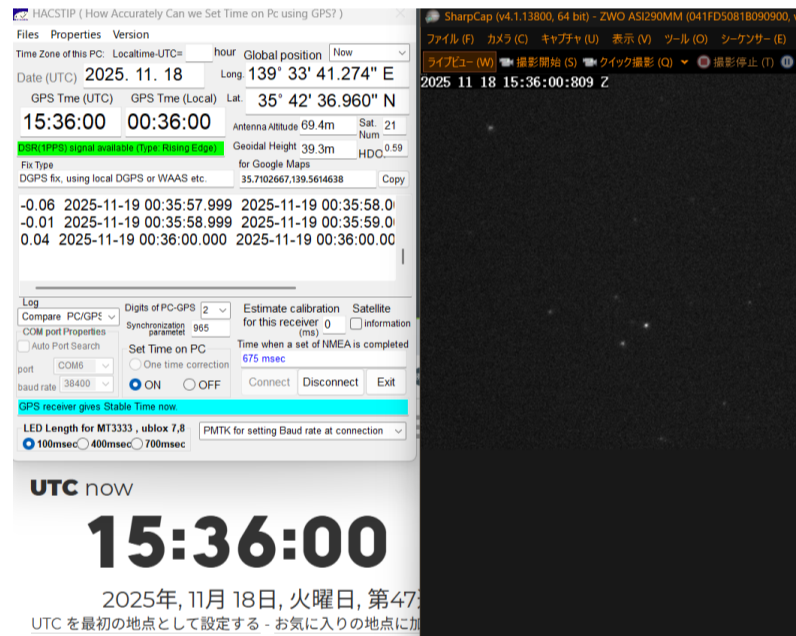 HACSTIP ( How Accurately Can we Set Time on Pc using GPS? )
Files Properties Version
Time Zone of this PC: Localtime-UTC= hour
Global position Now
Date (UTC) 2025. 11. 18
Long. 139° 33' 41.274" E
GPS Tme (UTC) GPS Tme (Local)
Lat. 35° 42' 36.960" N
15:36:00 00:36:00
Antenna Altitude 69.4m Sat. Num 21
DSR(1PPS) signal available (Type: Rising Edge)
Geoidal Height 39.3m HDO. 0.59
Fix Type
DGPS fix, using local DGPS or WAAS etc.
for Google Maps
35.7102667,139.5614638 Copy
-0.06 2025-11-19 00:35:57.999 2025-11-19 00:35:58.0
-0.01 2025-11-19 00:35:58.999 2025-11-19 00:35:59.0
0.04 2025-11-19 00:36:00.000 2025-11-19 00:36:00.00
Log
Compare PC/GPS
Digits of PC-GPS 2
Synchronization parametet 965
Estimate calibration for this receiver (ms) 0
Satellite information
COM port Properties
Auto Port Search
port COM6
baud rate 38400
Set Time on PC
One time correction
ON OFF
Time when a set of NMEA is completed
675 msec
Connect Disconnect Exit
GPS receiver gives Stable Time now.
LED Length for MT3333 , ublox 7,8
100msec 400msec 700msec
PMTK for setting Baud rate at connection
UTC now
15:36:00
2025年, 11月 18日, 火曜日, 第47
UTC を最初の地点として設定する - お気に入りの地点に加
SharpCap (v4.1.13800, 64 bit) - ZWO ASI290MM (041FD5081B090900,
ファイル (F) カメラ (C) キャプチャ (U) 表示 (V) ツール (O) シーケンサー (E)
ライブビュー (W) 撮影開始 (S) クイック撮影 (Q) 撮影停止 (T)
2025 11 18 15:36:00:809 Z